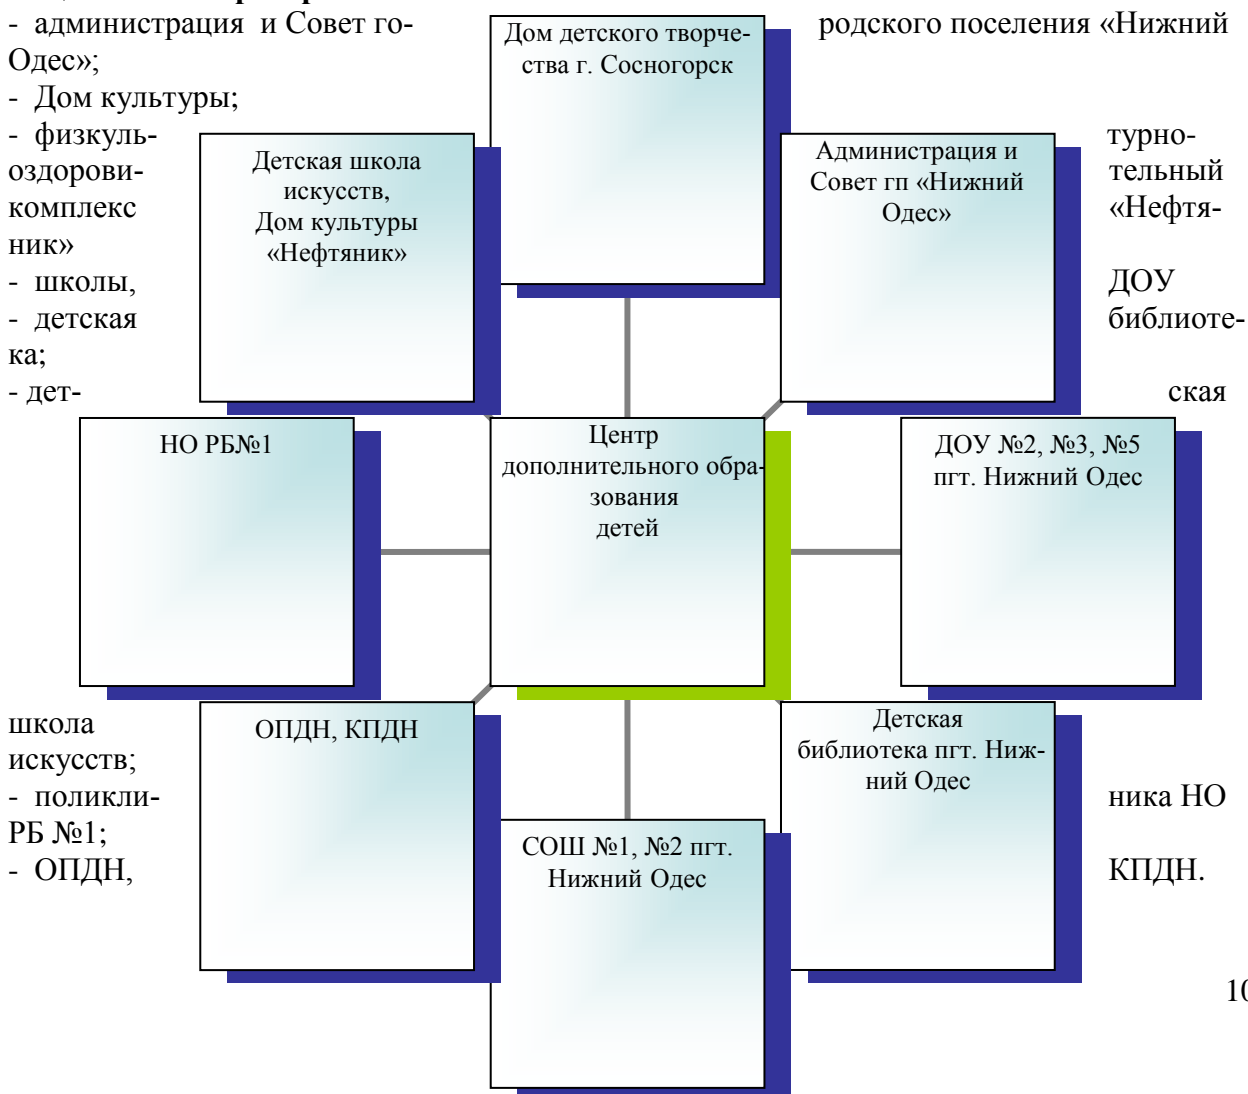 - администрация и Совет го- родского поселения «Нижний
Одес»;
- Дом культуры;
- физкуль- турно-
оздорови- тельный
комплекс «Нефтя-
ник»
- школы, ДОУ
- детская библиоте-
ка;
- дет- ская
школа
искусств;
- поликли- ника НО
РБ №1;
- ОПДН, КПДН.
Дом детского творче-
ства г. Сосногорск
Детская школа
искусств,
Дом культуры
«Нефтяник»
Администрация и
Совет гп «Нижний
Одес»
НО РБ№1
Центр
дополнительного обра-
зования
детей
ДОУ №2, №3, №5
пгт. Нижний Одес
ОПДН, КПДН
Детская
библиотека пгт. Ниж-
ний Одес
СОШ №1, №2 пгт.
Нижний Одес
10